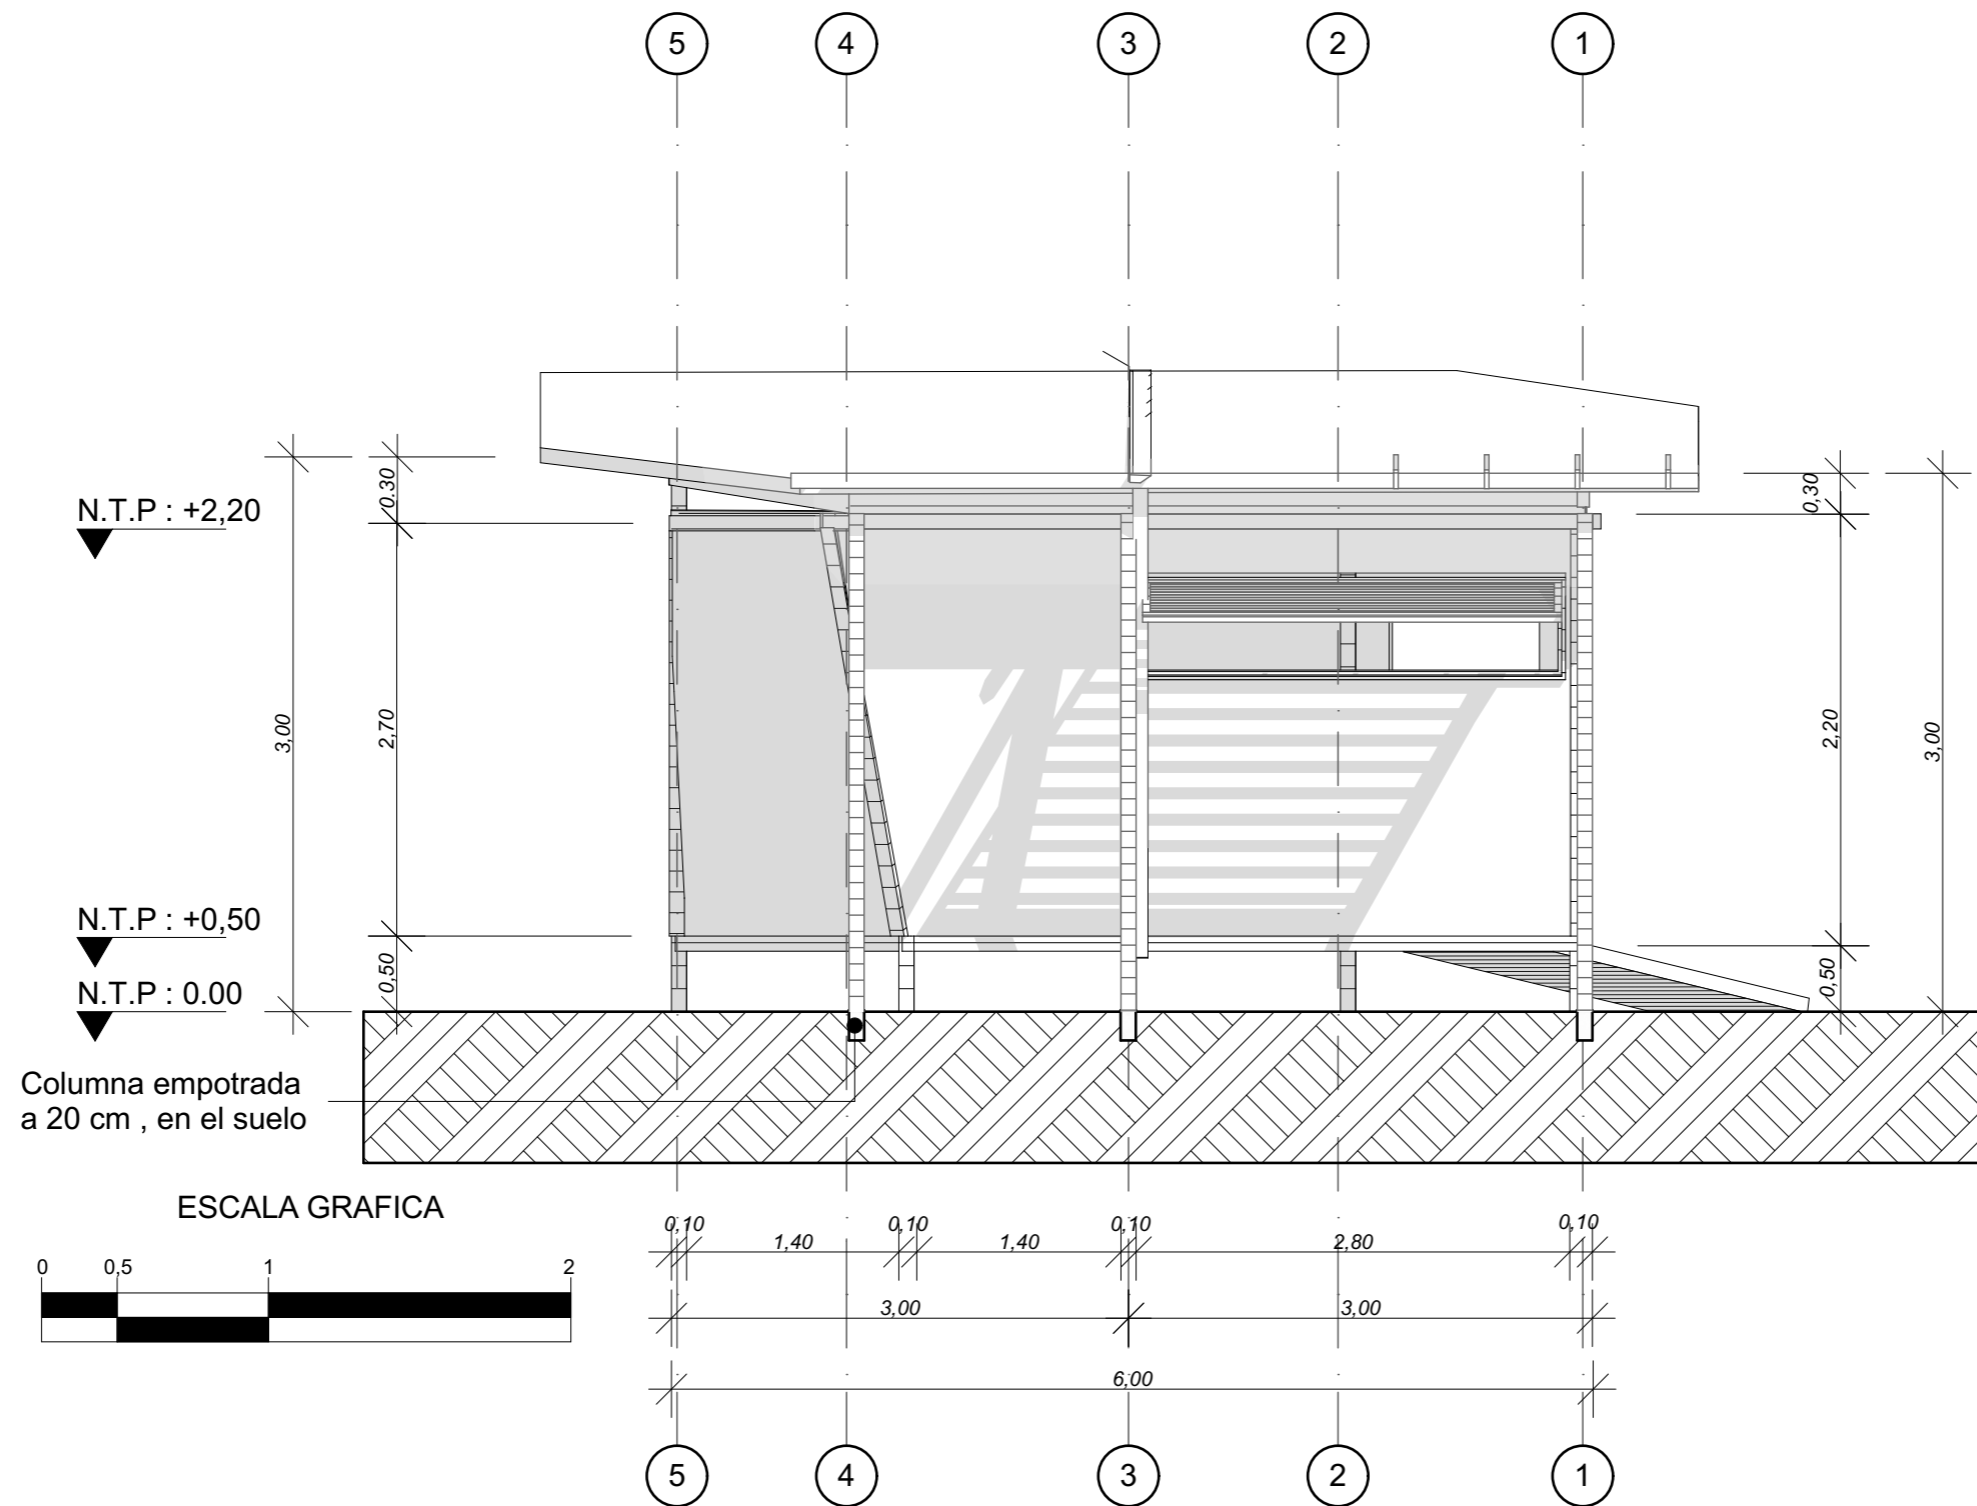 5 4 3 2 1
N.T.P : +2,20
N.T.P : +0,50
N.T.P : 0.00
3,00
0.30
2,70
0,50
0,30
2,20
0,50
3,00
Columna empotrada
a 20 cm , en el suelo
ESCALA GRAFICA
0 0,5 1 2
0,10 0,10 0,10 0,10
1,40 1,40 2,80
3,00 3,00
6,00
5 4 3 2 1